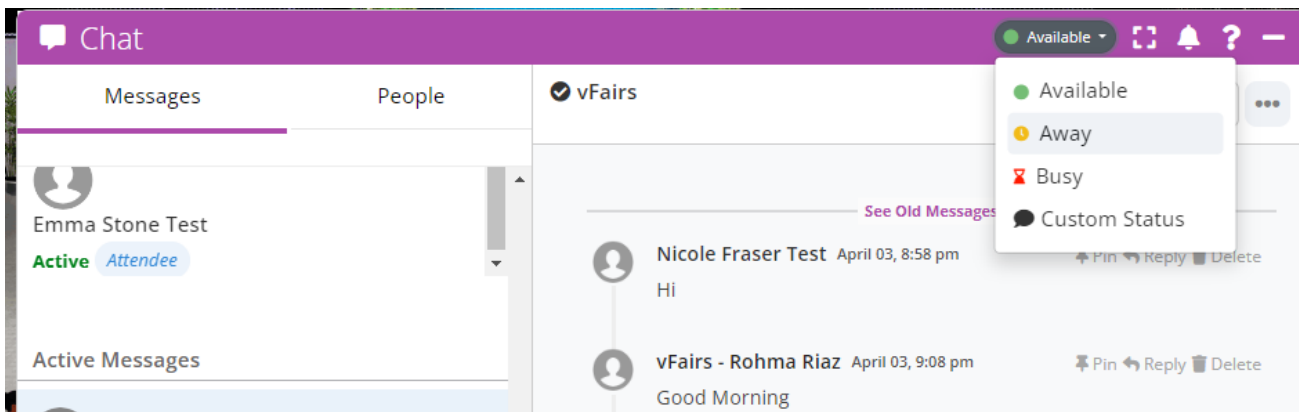 Chat
Available
?
Messages
People
Emma Stone Test
Active Attendee
Active Messages
vFairs
Available
Away
Busy
Custom Status
See Old Messages
Nicole Fraser Test April 03, 8:58 pm
Pin Reply Delete
Hi
vFairs - Rohma Riaz April 03, 9:08 pm
Pin Reply Delete
Good Morning